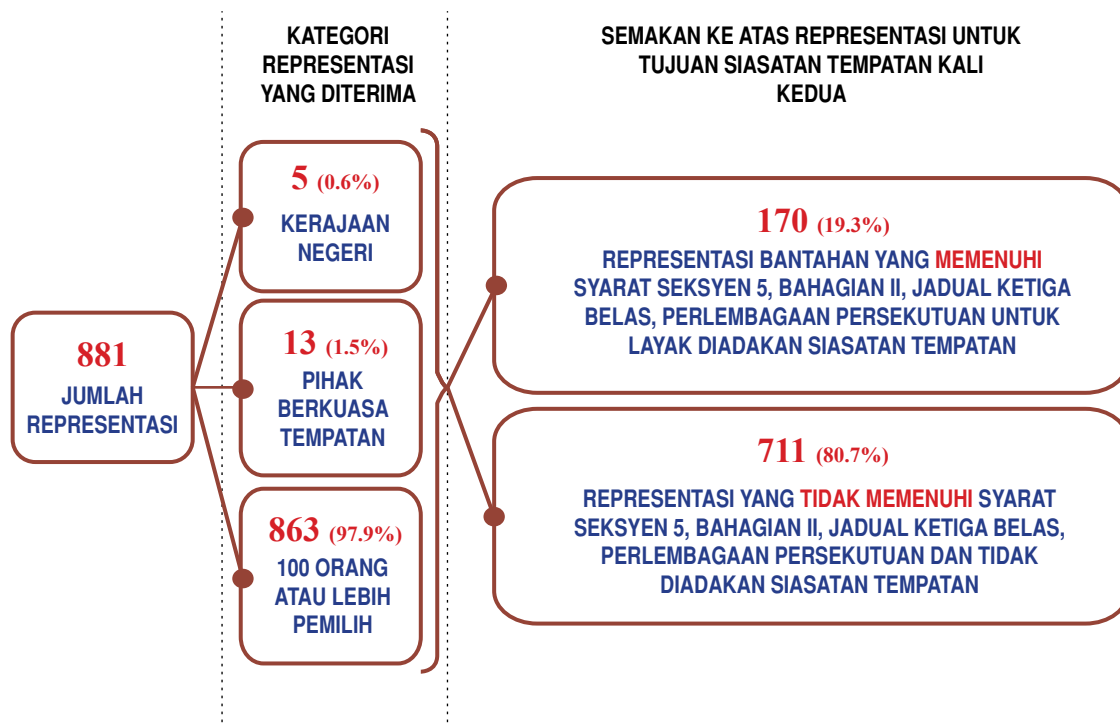 KATEGORI
REPRESENTASI
YANG DITERIMA
SEMAKAN KE ATAS REPRESENTASI UNTUK
TUJUAN SIASATAN TEMPATAN KALI
KEDUA
881
JUMLAH
REPRESENTASI
5 (0.6%)
KERAJAAN
NEGERI
13 (1.5%)
PIHAK
BERKUASA
TEMPATAN
863 (97.9%)
100 ORANG
ATAU LEBIH
PEMILIH
170 (19.3%)
REPRESENTASI BANTAHAN YANG MEMENUHI
SYARAT SEKSYEN 5, BAHAGIAN II, JADUAL KETIGA
BELAS, PERLEMBAGAAN PERSEKUTUAN UNTUK
LAYAK DIADAKAN SIASATAN TEMPATAN
711 (80.7%)
REPRESENTASI YANG TIDAK MEMENUHI SYARAT
SEKSYEN 5, BAHAGIAN II, JADUAL KETIGA BELAS,
PERLEMBAGAAN PERSEKUTUAN DAN TIDAK
DIADAKAN SIASATAN TEMPATAN